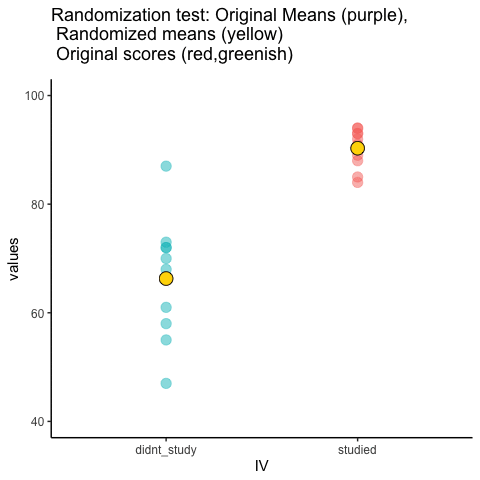 Randomization test: Original Means (purple),
Randomized means (yellow)
Original scores (red,greenish)
100
80
60
40
values
didnt_study
studied
IV